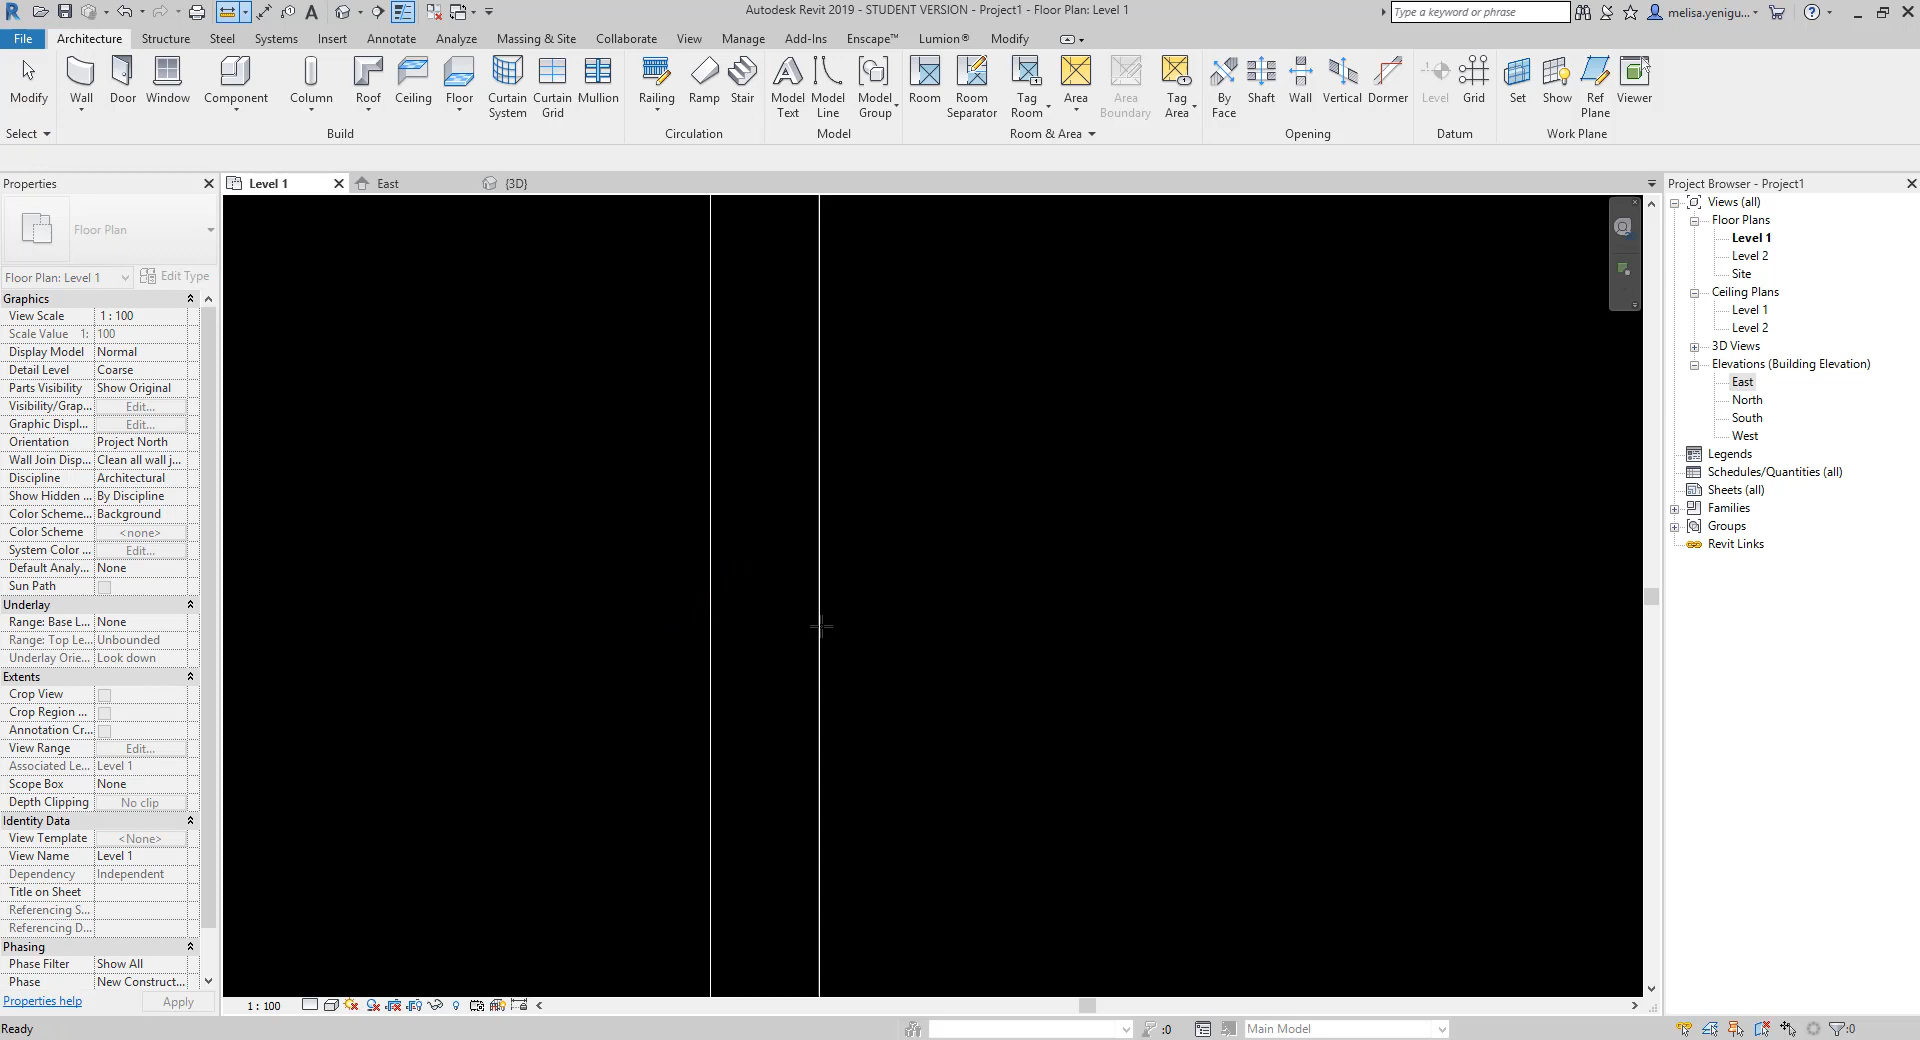 Autodesk Revit 2019 - STUDENT VERSION - Project1 - Floor Plan: Level 1
Type a keyword or phrase
melisa.yenigu...
File Architecture Structure Steel Systems Insert Annotate Analyze Massing & Site Collaborate View Manage Add-Ins Enscape™ Lumion® Modify
Modify Wall Door Window Component Column Roof Ceiling Floor Curtain System Curtain Grid Mullion Railing Ramp Stair Model Text Model Line Model Group Room Room Separator Tag Room Area Area Boundary Tag Area By Face Shaft Wall Vertical Dormer Level Grid Set Show Ref Plane Viewer
Select Build Circulation Model Room & Area Opening Datum Work Plane
Properties
Level 1 East {3D}
Project Browser - Project1
Floor Plan
Floor Plan: Level 1 Edit Type
Graphics
View Scale 1 : 100
Scale Value 1: 100
Display Model Normal
Detail Level Coarse
Parts Visibility Show Original
Visibility/Grap... Edit...
Graphic Displ... Edit...
Orientation Project North
Wall Join Disp... Clean all wall j...
Discipline Architectural
Show Hidden ... By Discipline
Color Scheme... Background
Color Scheme <none>
System Color ... Edit...
Default Analy... None
Sun Path
Underlay
Range: Base L... None
Range: Top Le... Unbounded
Underlay Orie... Look down
Extents
Crop View
Crop Region ...
Annotation Cr...
View Range Edit...
Associated Le... Level 1
Scope Box None
Depth Clipping No clip
Identity Data
View Template <None>
View Name Level 1
Dependency Independent
Title on Sheet
Referencing S...
Referencing D...
Phasing
Phase Filter Show All
Phase New Construct...
Properties help Apply
Views (all)
Floor Plans
Level 1
Level 2
Site
Ceiling Plans
Level 1
Level 2
3D Views
Elevations (Building Elevation)
East
North
South
West
Legends
Schedules/Quantities (all)
Sheets (all)
Families
Groups
Revit Links
1 : 100
Ready
:0
Main Model
:0